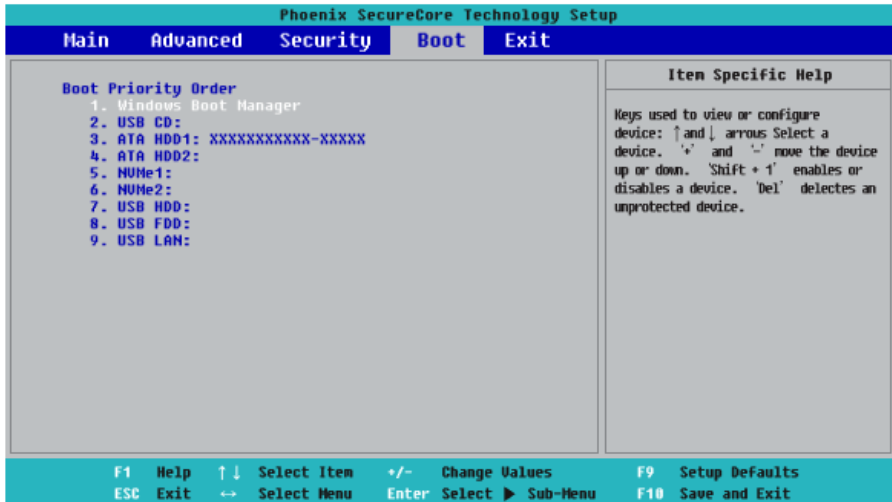 Phoenix SecureCore Technology Setup
Main Advanced Security Boot Exit
Boot Priority Order
1. Windows Boot Manager
2. USB CD:
3. ATA HDD1: XXXXXXXXXXX-XXXXX
4. ATA HDD2:
5. NVMe1:
6. NVMe2:
7. USB HDD:
8. USB FDD:
9. USB LAN:
Item Specific Help
Keys used to view or configure
device: ↑and↓ arrows Select a
device. '+' and '-' move the device
up or down. 'Shift + 1' enables or
disables a device. 'Del' delectes an
unprotected device.
F1 Help ↑↓ Select Item +/- Change Values F9 Setup Defaults
ESC Exit ↔ Select Menu Enter Select ▶ Sub-Menu F10 Save and Exit